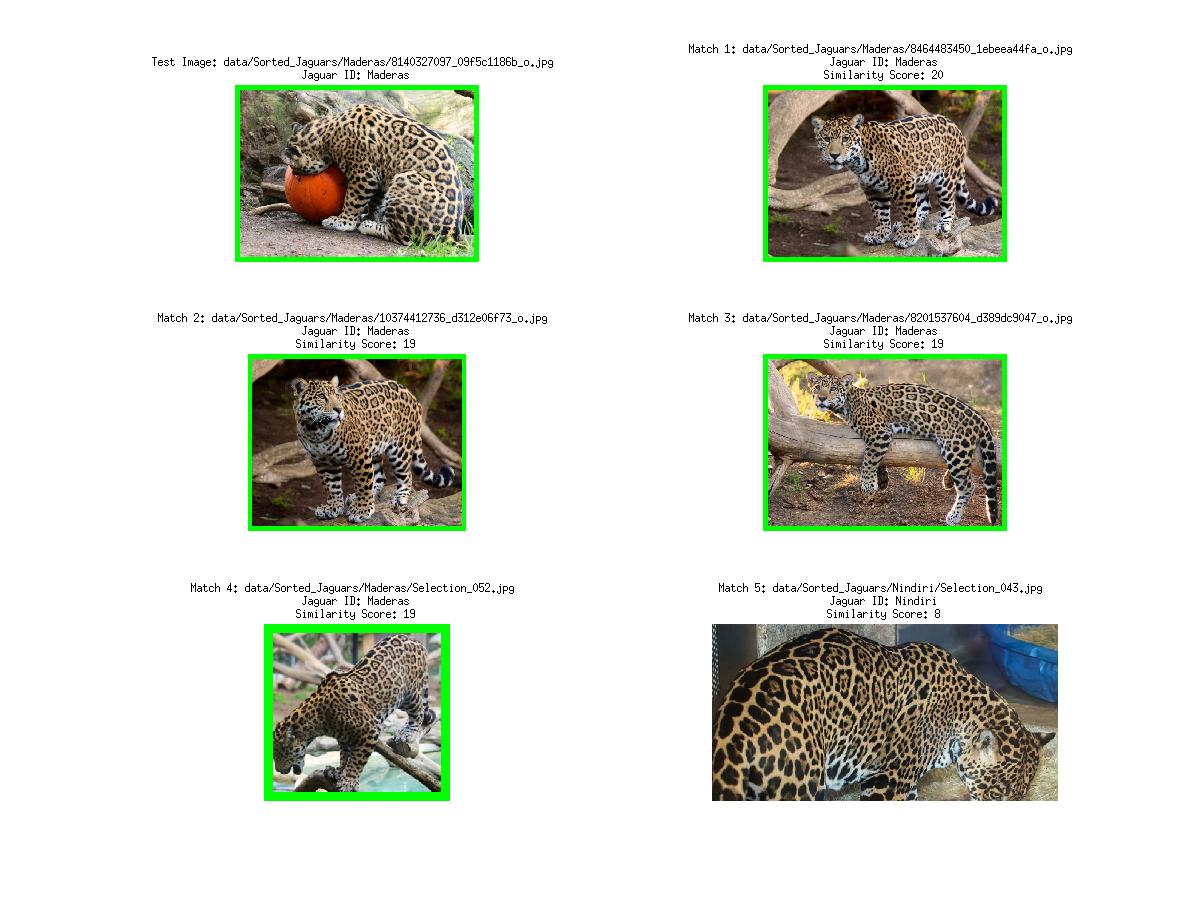 Test Image: data/Sorted_Jaguars/Maderas/8140327097_09f5c1186b_o.jpg
Jaguar ID: Maderas
Match 1: data/Sorted_Jaguars/Maderas/8464483450_1ebeea44fa_o.jpg
Jaguar ID: Maderas
Similarity Score: 20
Match 2: data/Sorted_Jaguars/Maderas/10374412736_d312e06f73_o.jpg
Jaguar ID: Maderas
Similarity Score: 19
Match 3: data/Sorted_Jaguars/Maderas/8201537604_d389dc9047_o.jpg
Jaguar ID: Maderas
Similarity Score: 19
Match 4: data/Sorted_Jaguars/Maderas/Selection_052.jpg
Jaguar ID: Maderas
Similarity Score: 19
Match 5: data/Sorted_Jaguars/Nindiri/Selection_043.jpg
Jaguar ID: Nindiri
Similarity Score: 8